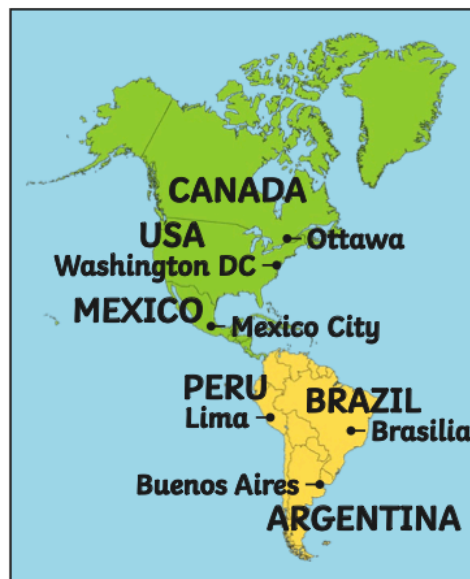 CANADA
USA
Ottawa
Washington DC
MEXICO
Mexico City
PERU
BRAZIL
Lima
Brasilia
Buenos Aires
ARGENTINA